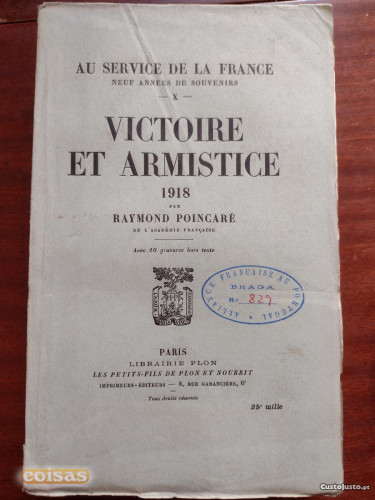 AU SERVICE DE LA FRANCE
NEUF ANNÉES DE SOUVENIRS
— X —
VICTOIRE
ET ARMISTICE
1918
PAR
RAYMOND POINCARÉ
DE L'ACADÉMIE FRANÇAISE
Avec 10 gravures hors texte
ALLIANCE FRANÇAISE AU PORTUGAL
BRAGA
No. 829
PARIS
LIBRAIRIE PLON
LES PETITS-FILS DE PLON ET NOURRIT
IMPRIMEURS-ÉDITEURS — 8, RUE GARANCIÈRE, 6e
Tous droits réservés
25e mille
coisas
CustoJusto.pt